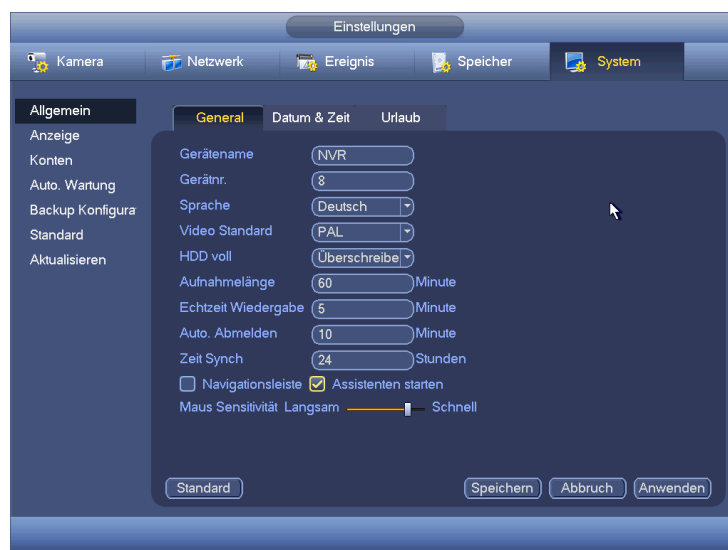 Einstellungen
Kamera Netzwerk Ereignis Speicher System
Allgemein
Anzeige
Konten
Auto. Wartung
Backup Konfigura
Standard
Aktualisieren
General Datum & Zeit Urlaub
Gerätename NVR
Gerätnr. 8
Sprache Deutsch
Video Standard PAL
HDD voll Überschreibe
Aufnahmelänge 60 Minute
Echtzeit Wiedergabe 5 Minute
Auto. Abmelden 10 Minute
Zeit Synch 24 Stunden
Navigationsleiste Assistenten starten
Maus Sensitivität Langsam Schnell
Standard Speichern Abbruch Anwenden